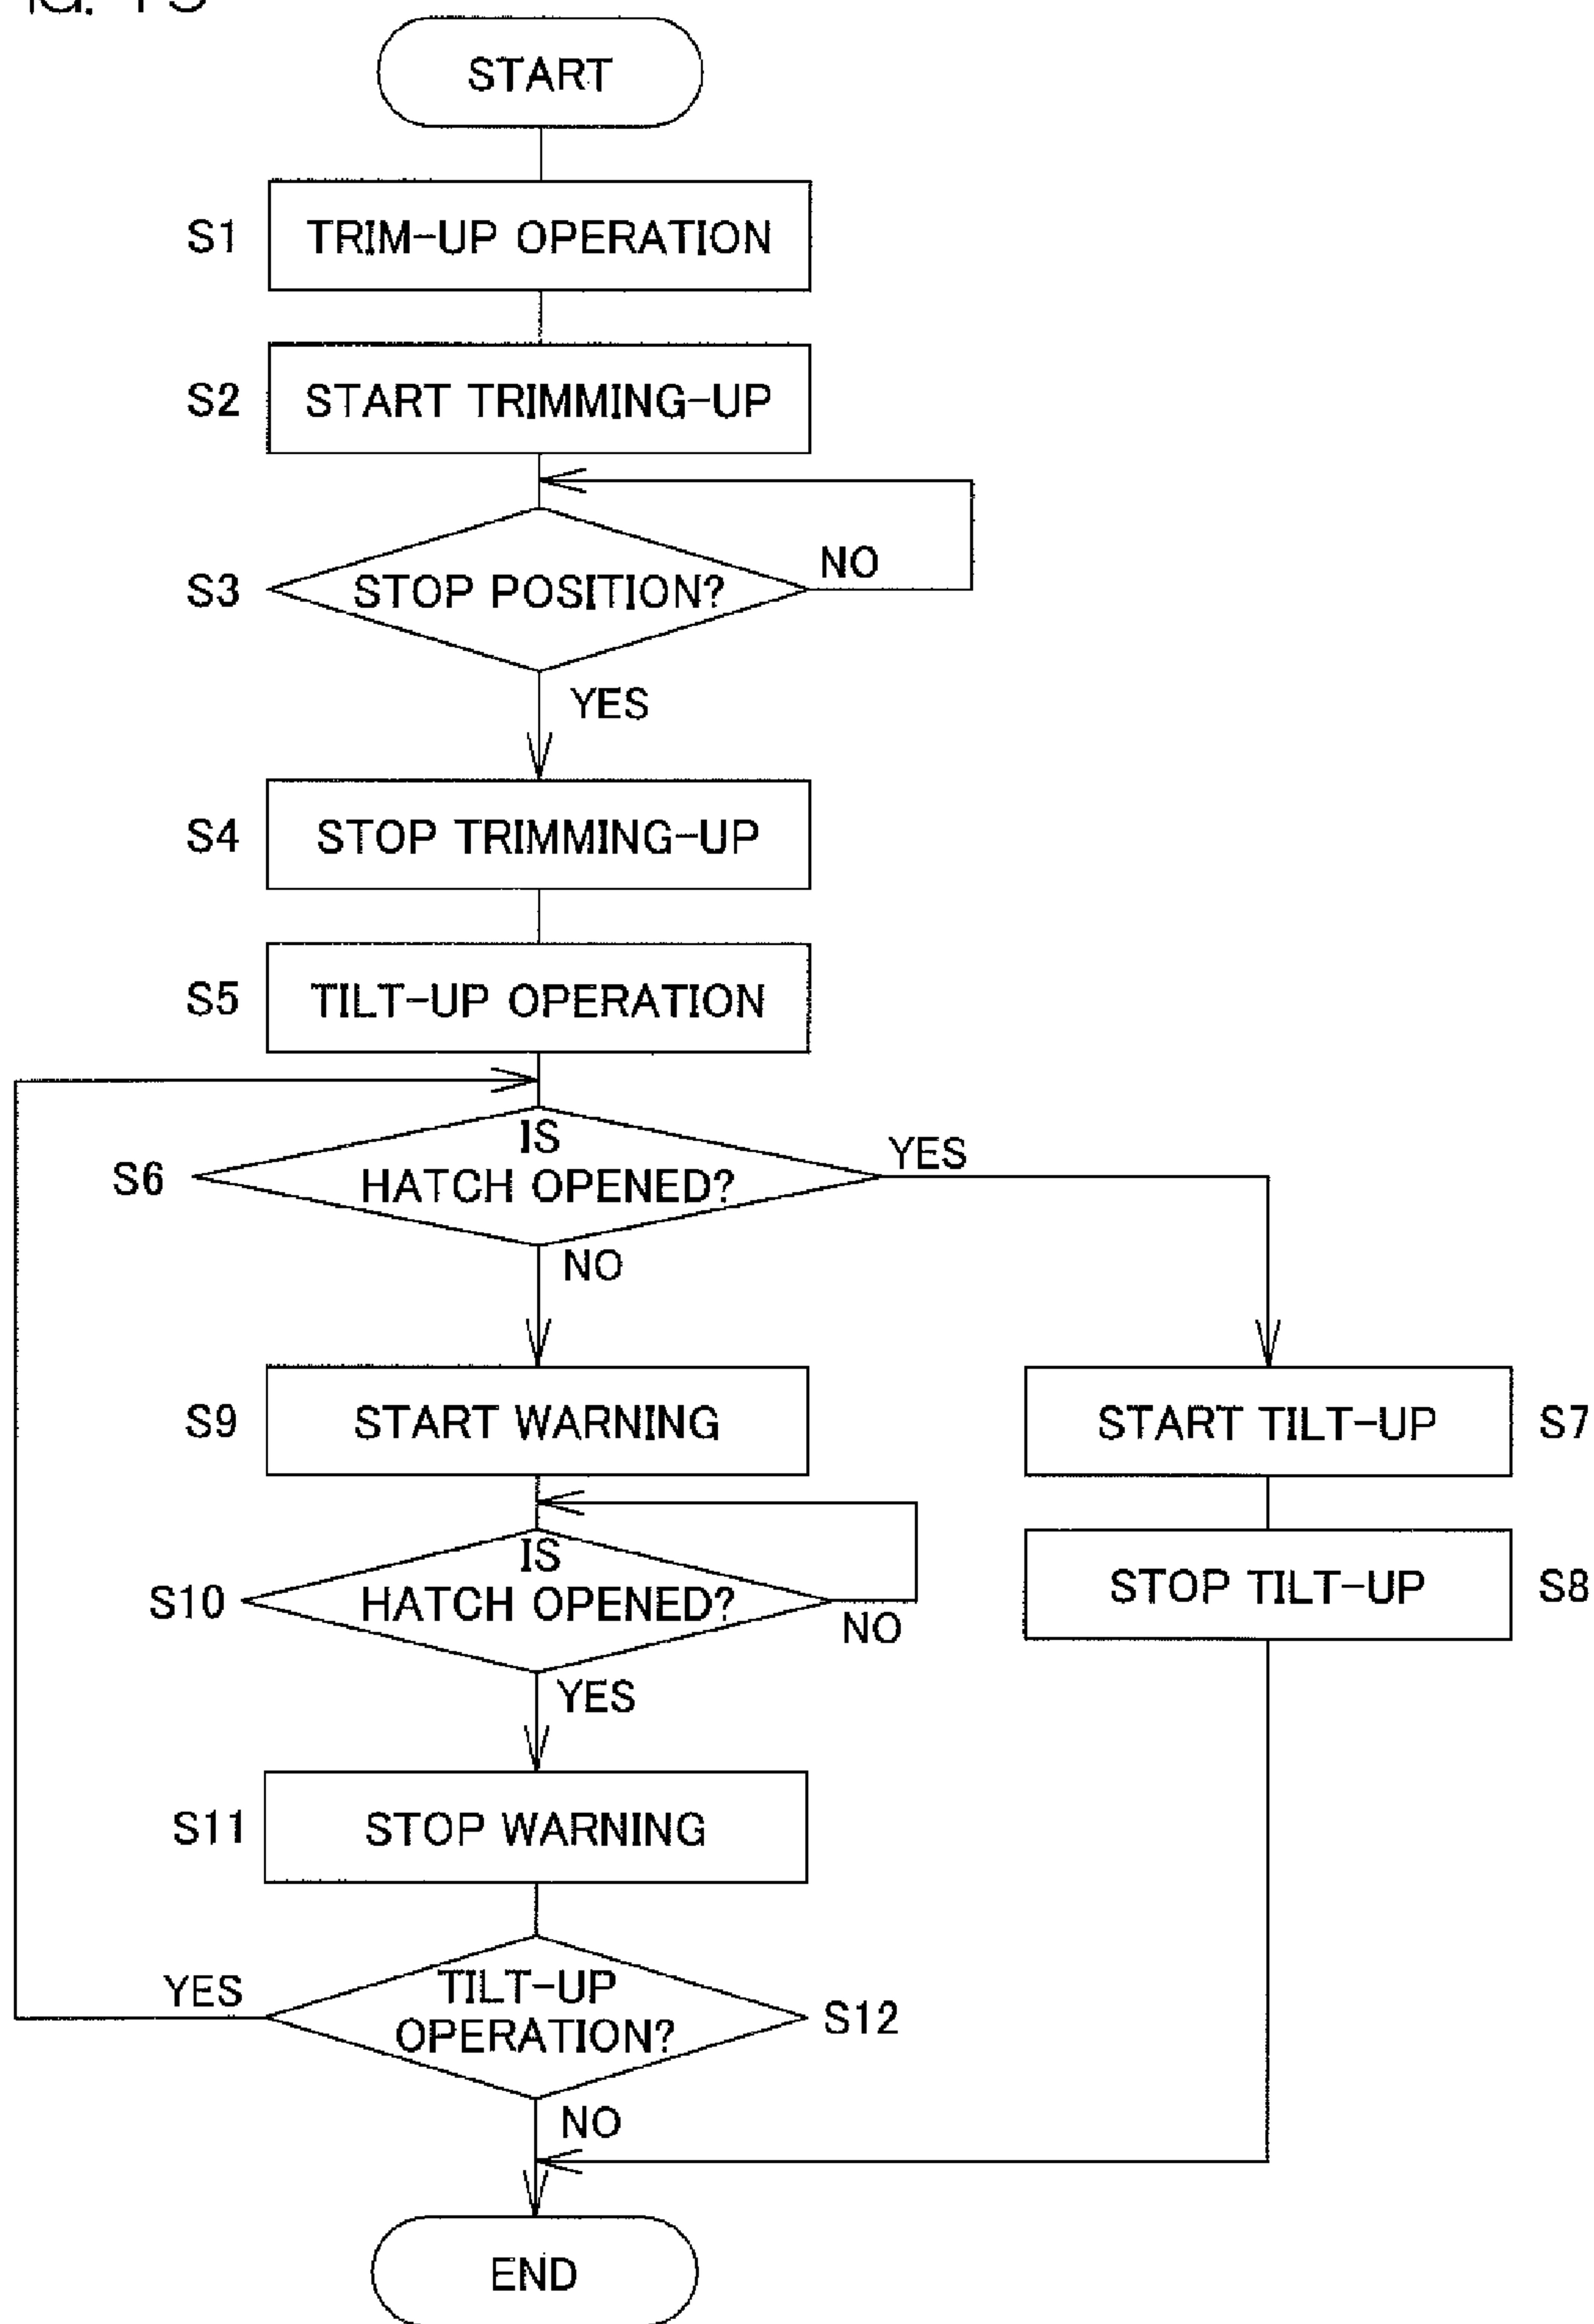 START
S1 TRIM-UP OPERATION
S2 START TRIMMING-UP
S3 STOP POSITION?
NO
YES
S4 STOP TRIMMING-UP
S5 TILT-UP OPERATION
IS
S6 HATCH OPENED?
YES
NO
S9 START WARNING
START TILT-UP S7
IS
S10 HATCH OPENED?
NO
STOP TILT-UP S8
YES
S11 STOP WARNING
YES
TILT-UP
OPERATION?
S12
NO
END